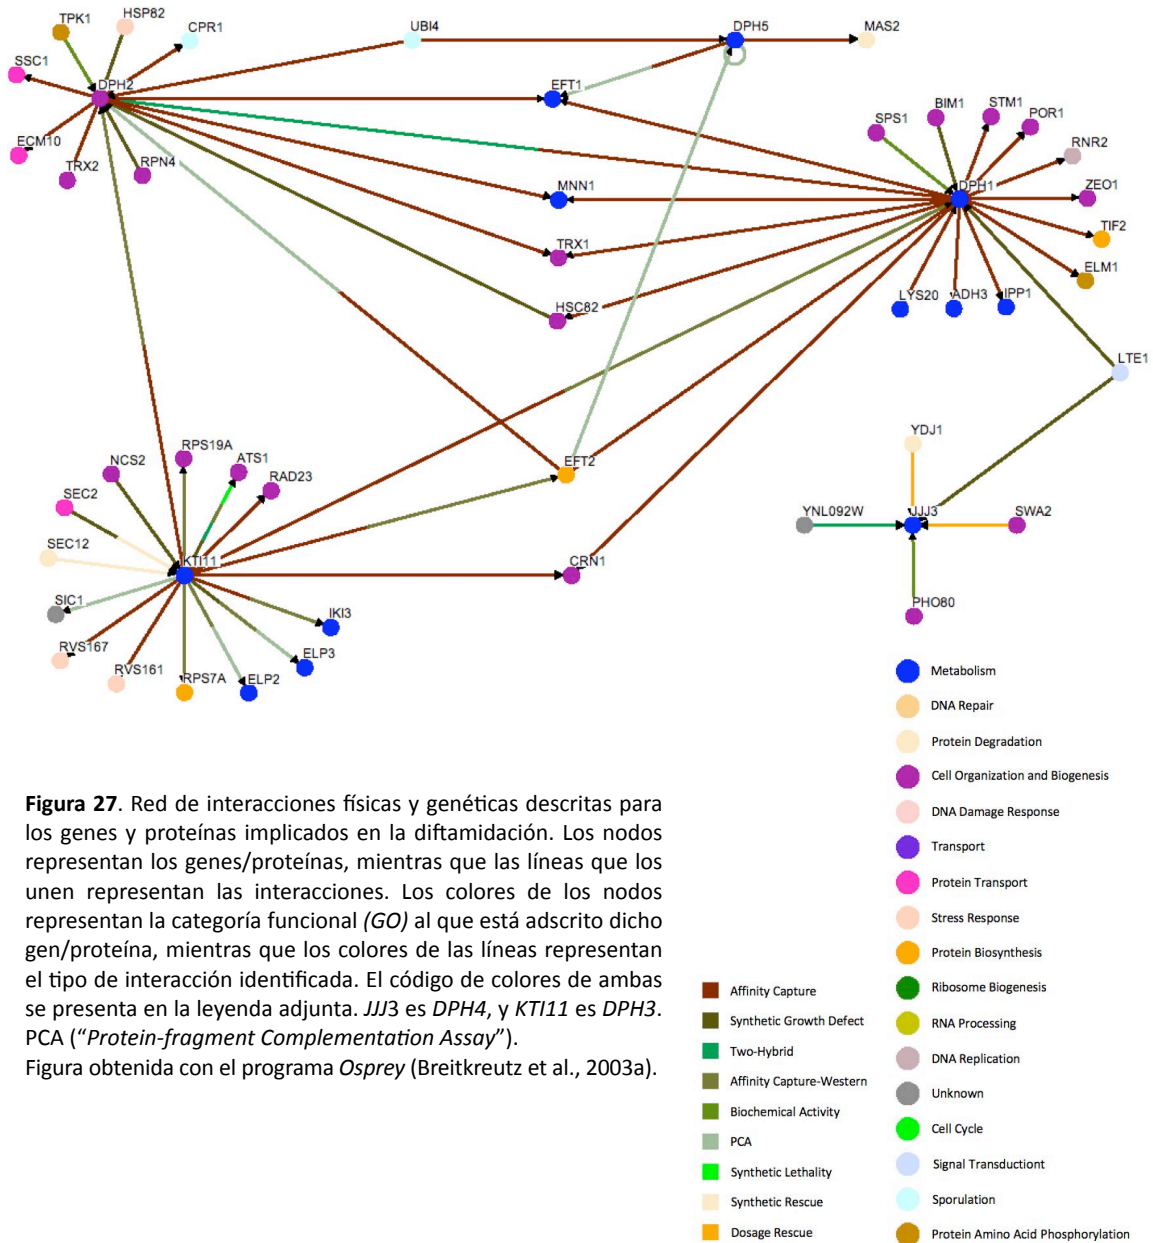 TPK1
HSP82
CPR1
UBI4
DPH5
MAS2
SSC1
DPH2
EFT1
BIM1
STM1
SPS1
POR1
ECM10
TRX2
RPN4
RNR2
MNN1
DPH1
ZEO1
TRX1
TIF2
ELM1
HSC82
LYS20
ADH3
IPP1
LTE1
YDJ1
RPS19A
NCS2
ATS1
RAD23
EFT2
SEC2
YNL092W
JJJ3
SWA2
SEC12
KTI11
CRN1
SIC1
PHO80
IKI3
RVS167
RVS161
RPS7A
ELP2
ELP3
Figura 27. Red de interacciones físicas y genéticas descritas para
los genes y proteínas implicados en la diftamidación. Los nodos
representan los genes/proteínas, mientras que las líneas que los
unen representan las interacciones. Los colores de los nodos
representan la categoría funcional (GO) al que está adscrito dicho
gen/proteína, mientras que los colores de las líneas representan
el tipo de interacción identificada. El código de colores de ambas
se presenta en la leyenda adjunta. JJJ3 es DPH4, y KTI11 es DPH3.
PCA (“Protein-fragment Complementation Assay”).
Figura obtenida con el programa Osprey (Breitkreutz et al., 2003a).
Affinity Capture
Synthetic Growth Defect
Two-Hybrid
Affinity Capture-Western
Biochemical Activity
PCA
Synthetic Lethality
Synthetic Rescue
Dosage Rescue
Metabolism
DNA Repair
Protein Degradation
Cell Organization and Biogenesis
DNA Damage Response
Transport
Protein Transport
Stress Response
Protein Biosynthesis
Ribosome Biogenesis
RNA Processing
DNA Replication
Unknown
Cell Cycle
Signal Transductiont
Sporulation
Protein Amino Acid Phosphorylation